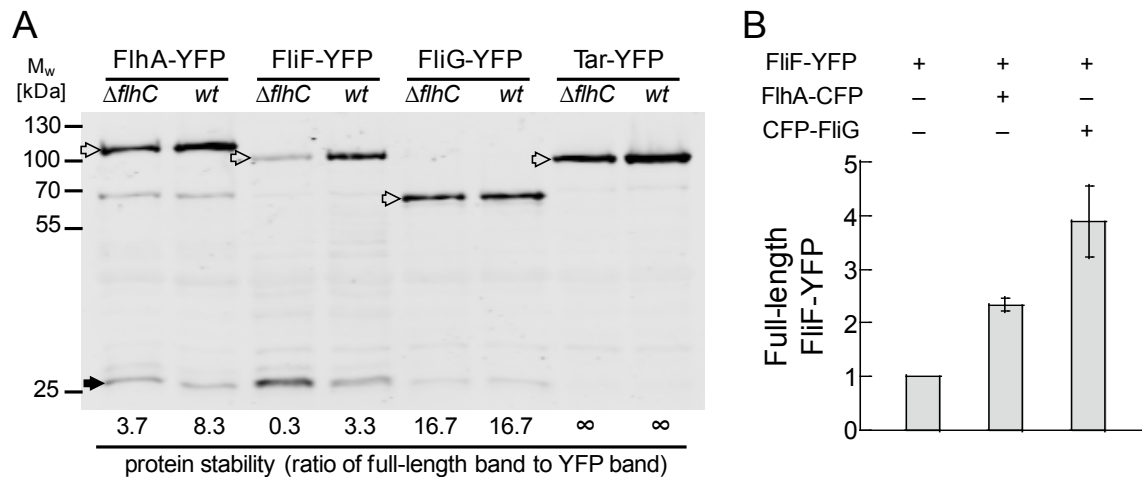 A
M_w
[kDa]
FlhA-YFP FliF-YFP FliG-YFP Tar-YFP
ΔflhC wt ΔflhC wt ΔflhC wt ΔflhC wt
130
100
70
55
25
3.7 8.3 0.3 3.3 16.7 16.7 ∞ ∞
protein stability (ratio of full-length band to YFP band)
B
FliF-YFP + + +
FlhA-CFP – + –
CFP-FliG – – +
Full-length
FliF-YFP
5
4
3
2
1
0